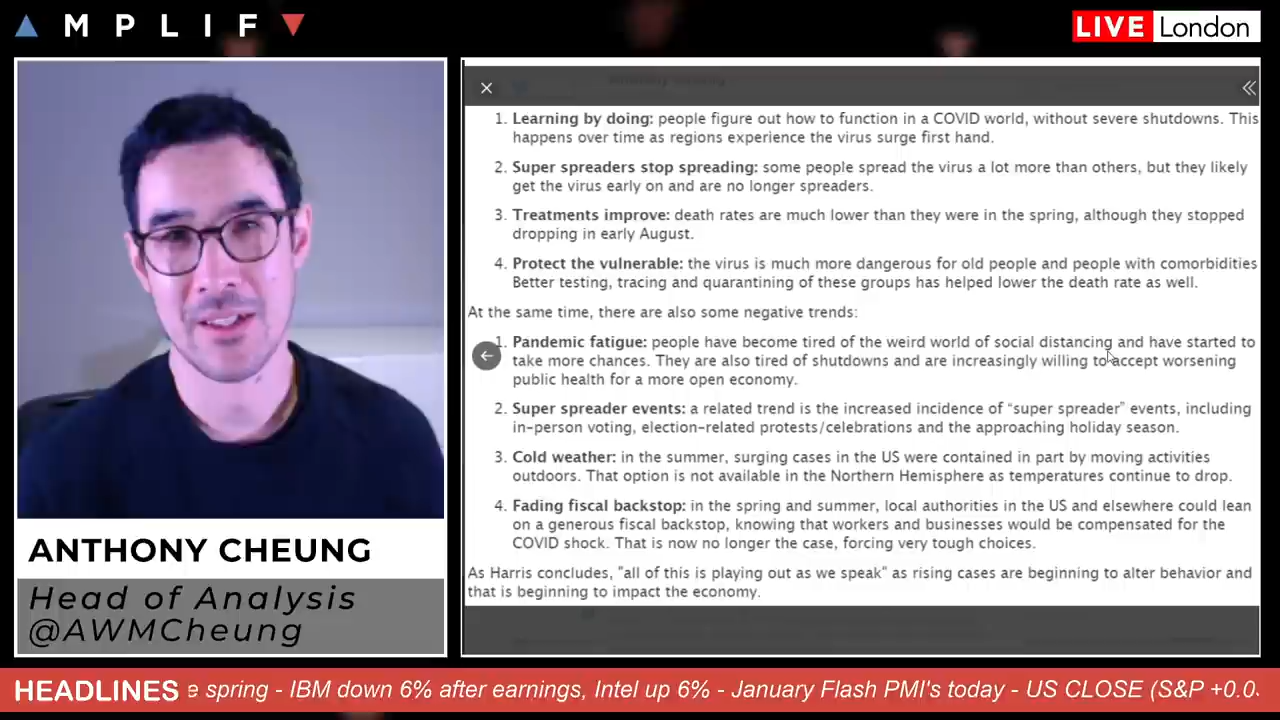 ▲ M P L I F ▼
LIVE London
1. Learning by doing: people figure out how to function in a COVID world, without severe shutdowns. This
happens over time as regions experience the virus surge first hand.
2. Super spreaders stop spreading: some people spread the virus a lot more than others, but they likely
get the virus early on and are no longer spreaders.
3. Treatments improve: death rates are much lower than they were in the spring, although they stopped
dropping in early August.
4. Protect the vulnerable: the virus is much more dangerous for old people and people with comorbidities
Better testing, tracing and quarantining of these groups has helped lower the death rate as well.
At the same time, there are also some negative trends:
1. Pandemic fatigue: people have become tired of the weird world of social distancing and have started to
take more chances. They are also tired of shutdowns and are increasingly willing to accept worsening
public health for a more open economy.
2. Super spreader events: a related trend is the increased incidence of “super spreader” events, including
in-person voting, election-related protests/celebrations and the approaching holiday season.
3. Cold weather: in the summer, surging cases in the US were contained in part by moving activities
outdoors. That option is not available in the Northern Hemisphere as temperatures continue to drop.
4. Fading fiscal backstop: in the spring and summer, local authorities in the US and elsewhere could lean
on a generous fiscal backstop, knowing that workers and businesses would be compensated for the
COVID shock. That is now no longer the case, forcing very tough choices.
As Harris concludes, "all of this is playing out as we speak" as rising cases are beginning to alter behavior and
that is beginning to impact the economy.
ANTHONY CHEUNG
Head of Analysis
@AWMCheung
HEADLINES e spring - IBM down 6% after earnings, Intel up 6% - January Flash PMI's today - US CLOSE (S&P +0.0